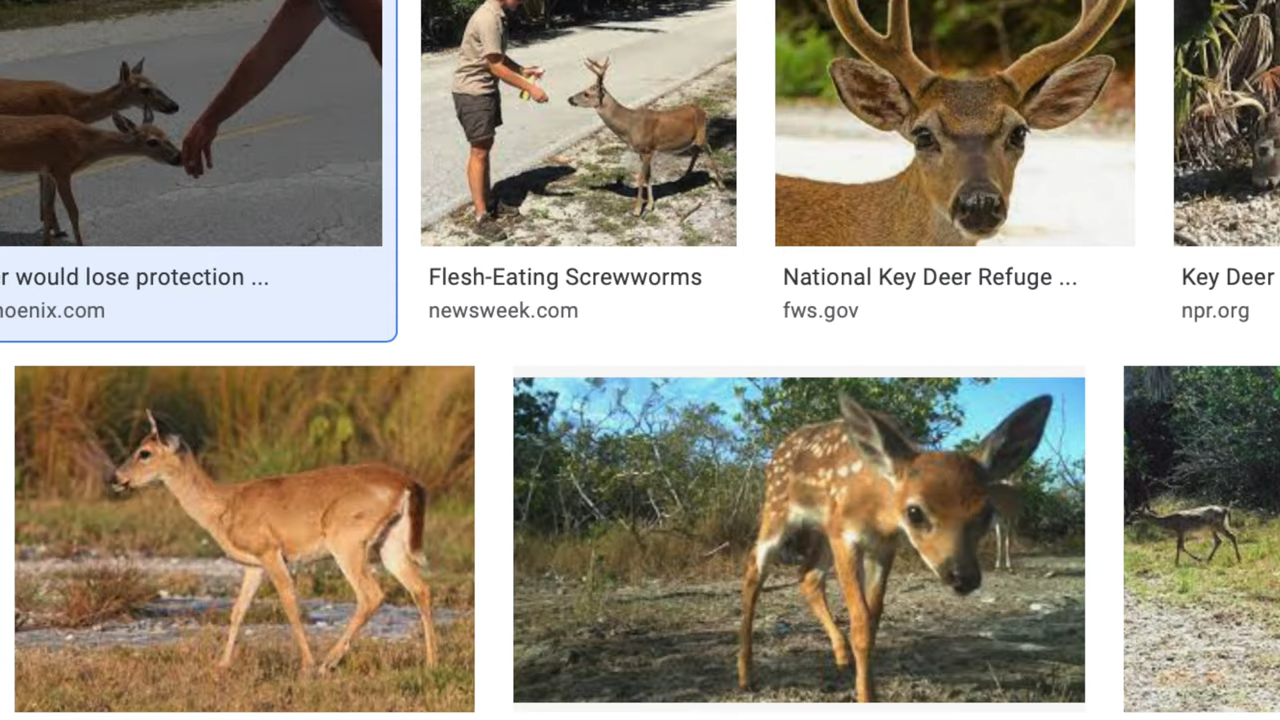 r would lose protection ...
noenix.com
Flesh-Eating Screwworms
newsweek.com
National Key Deer Refuge ...
fws.gov
Key Deer
npr.org